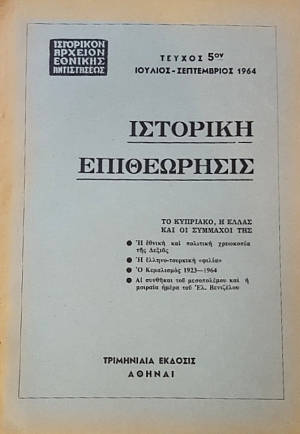 ΙΣΤΟΡΙΚΟΝ
ΑΡΧΕΙΟΝ
ΕΘΝΙΚΗΣ
ΑΝΤΙΣΤΑΣΕΩΣ
ΤΕΥΧΟΣ 5ον
ΙΟΥΛΙΟΣ-ΣΕΠΤΕΜΒΡΙΟΣ 1964
ΙΣΤΟΡΙΚΗ
ΕΠΙΘΕΩΡΗΣΙΣ
ΤΟ ΚΥΠΡΙΑΚΟ, Η ΕΛΛΑΣ
ΚΑΙ ΟΙ ΣΥΜΜΑΧΟΙ ΤΗΣ
● Ἡ ἐθνική καί πολιτική χρεωκοπία
τῆς Δεξιᾶς
● Ἡ ἑλληνο-τουρκική «φιλία»
● Ὁ Κεμαλισμός 1923—1964
● Αἱ συνθῆκαι τοῦ μεσοπολέμου καί ἡ
μοιραία ἡμέρα τοῦ Ἐλ. Βενιζέλου
ΤΡΙΜΗΝΙΑΙΑ ΕΚΔΟΣΙΣ
ΑΘΗΝΑΙ